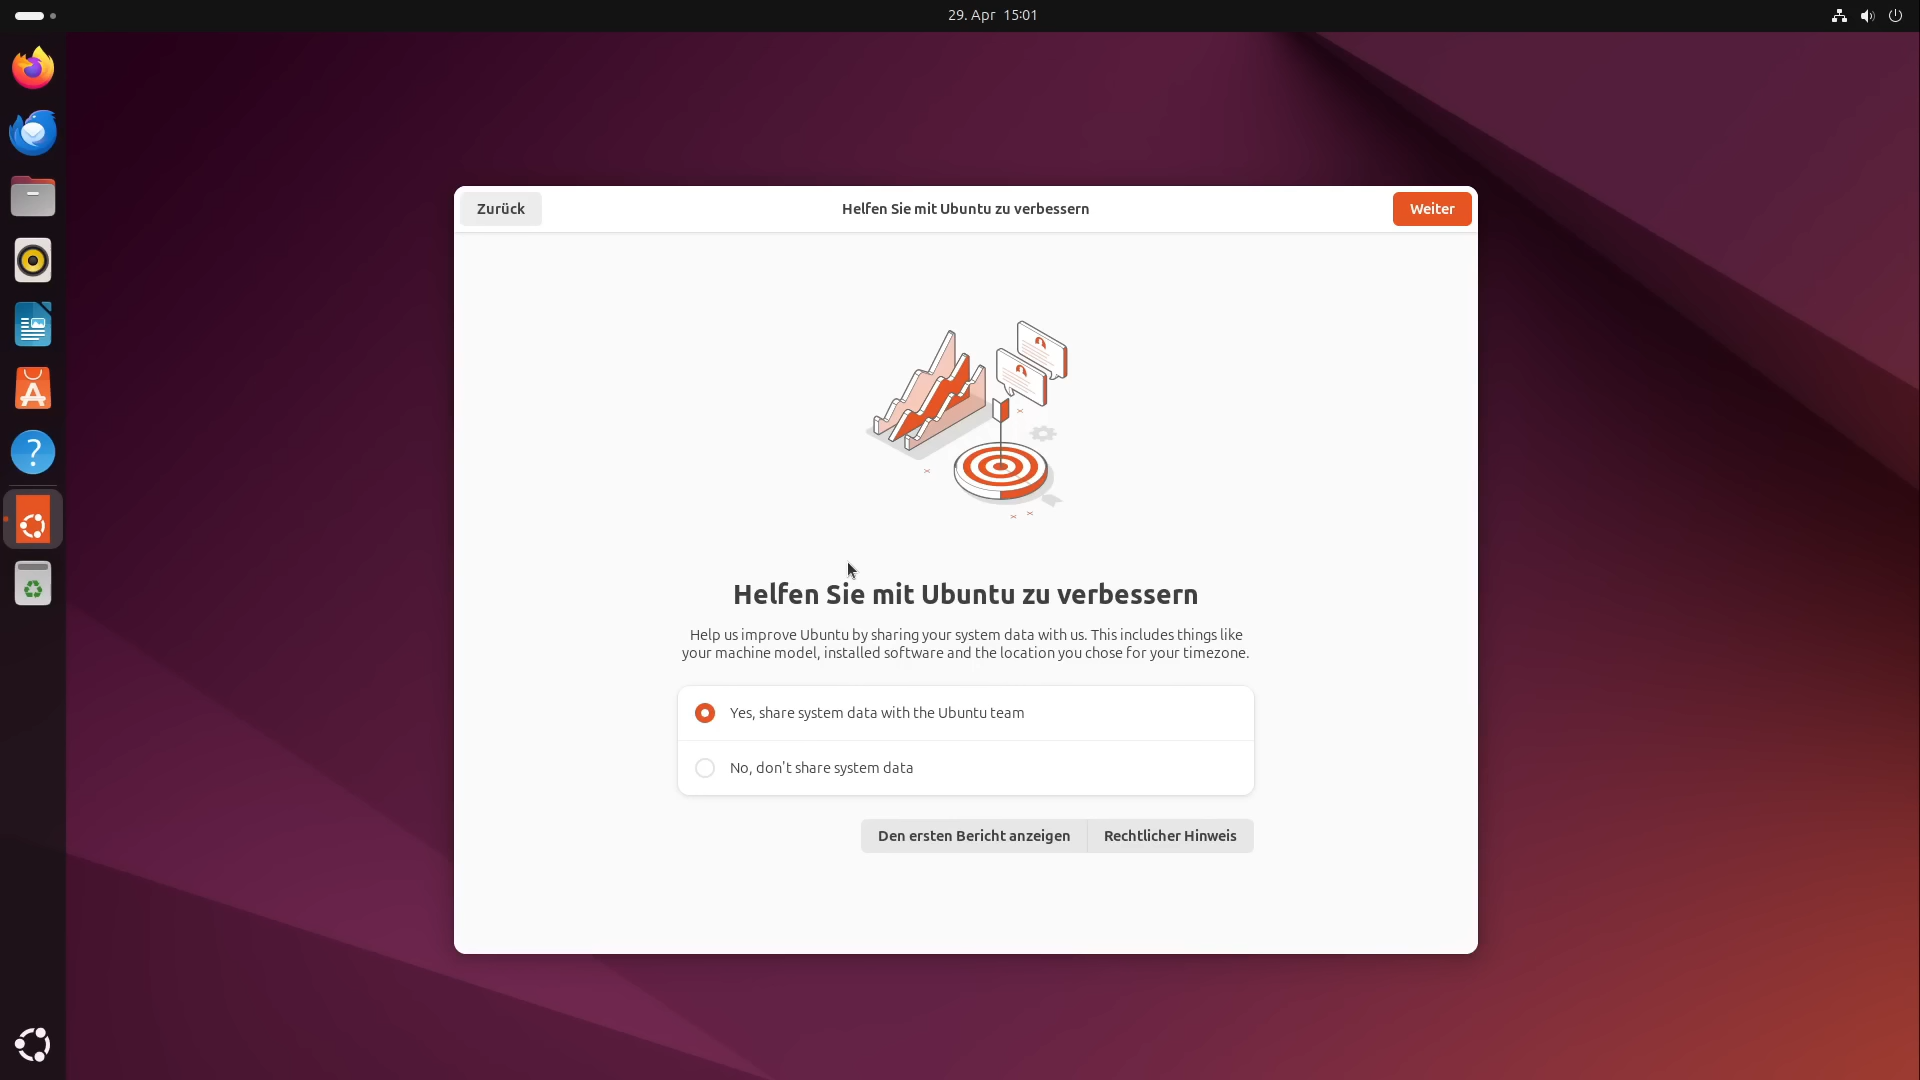 29. Apr 15:01
Zurück
Helfen Sie mit Ubuntu zu verbessern
Weiter
Helfen Sie mit Ubuntu zu verbessern
Help us improve Ubuntu by sharing your system data with us. This includes things like
your machine model, installed software and the location you chose for your timezone.
Yes, share system data with the Ubuntu team
No, don't share system data
Den ersten Bericht anzeigen
Rechtlicher Hinweis